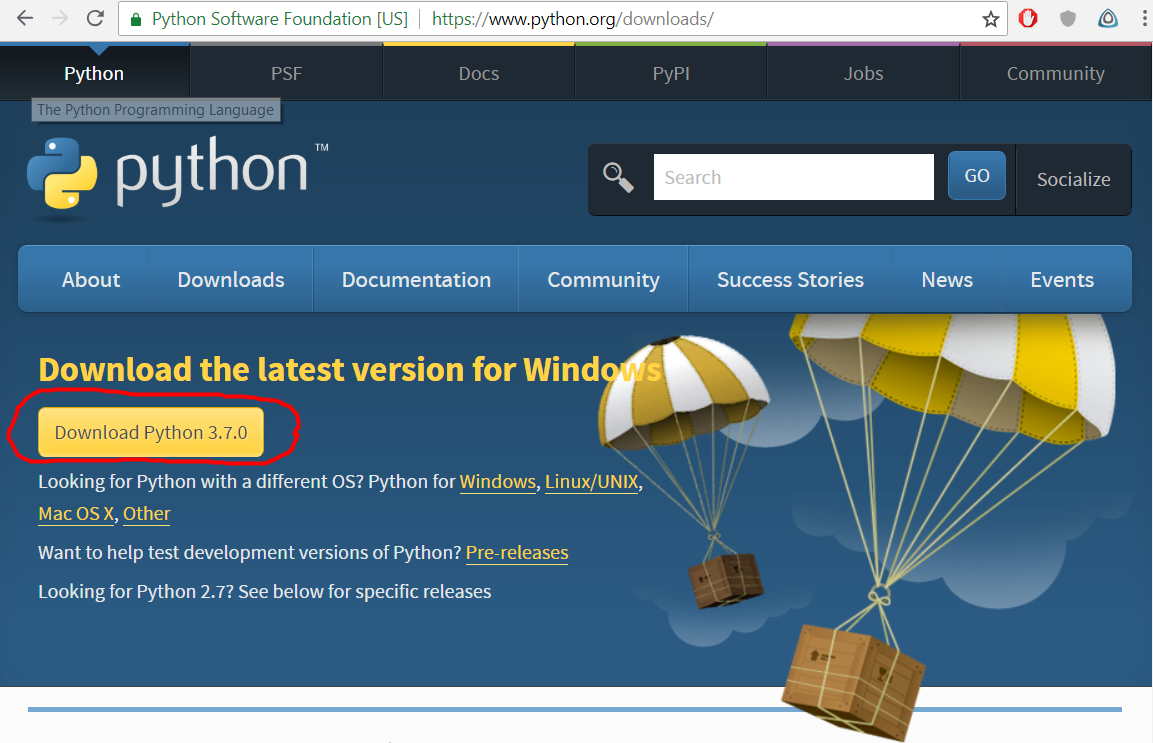 Python Software Foundation [US] https://www.python.org/downloads/
Python PSF Docs PyPI Jobs Community
The Python Programming Language
python™
Search GO Socialize
About Downloads Documentation Community Success Stories News Events
Download the latest version for Windows
Download Python 3.7.0
Looking for Python with a different OS? Python for Windows, Linux/UNIX,
Mac OS X, Other
Want to help test development versions of Python? Pre-releases
Looking for Python 2.7? See below for specific releases